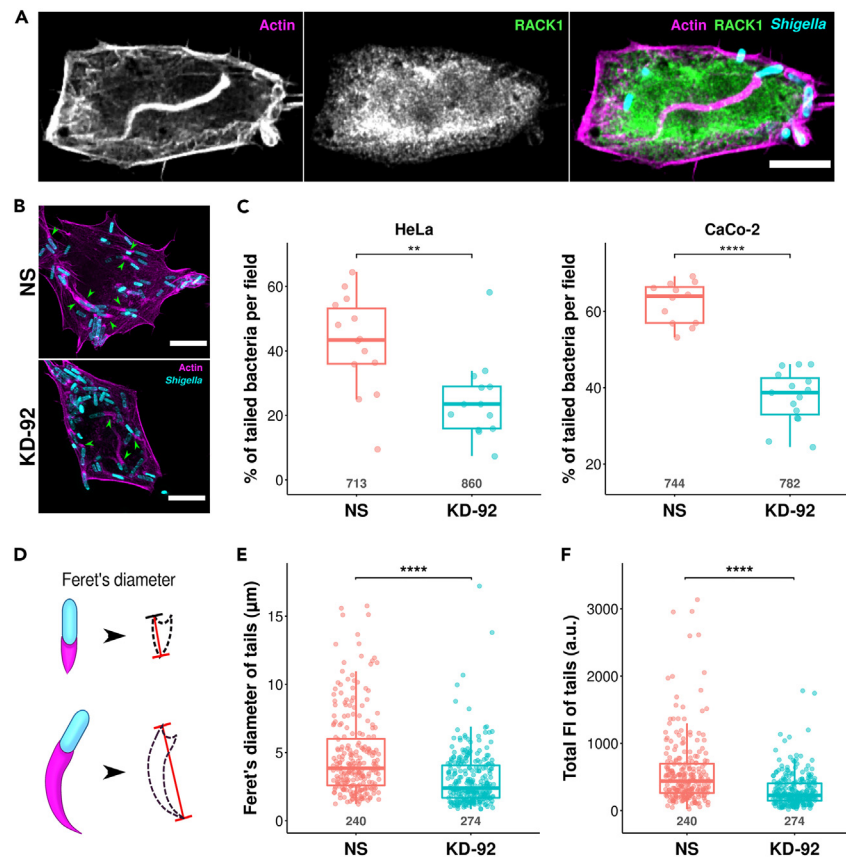 A
Actin
RACK1
Actin RACK1 Shigella
B
NS
KD-92
Actin
Shigella
C
HeLa
CaCo-2
% of tailed bacteria per field
60
40
20
0
**
713
860
NS
KD-92
% of tailed bacteria per field
60
40
20
****
744
782
NS
KD-92
D
Feret's diameter
E
Feret's diameter of tails (μm)
15
10
5
0
****
240
274
NS
KD-92
F
Total FI of tails (a.u.)
3000
2000
1000
0
****
240
274
NS
KD-92